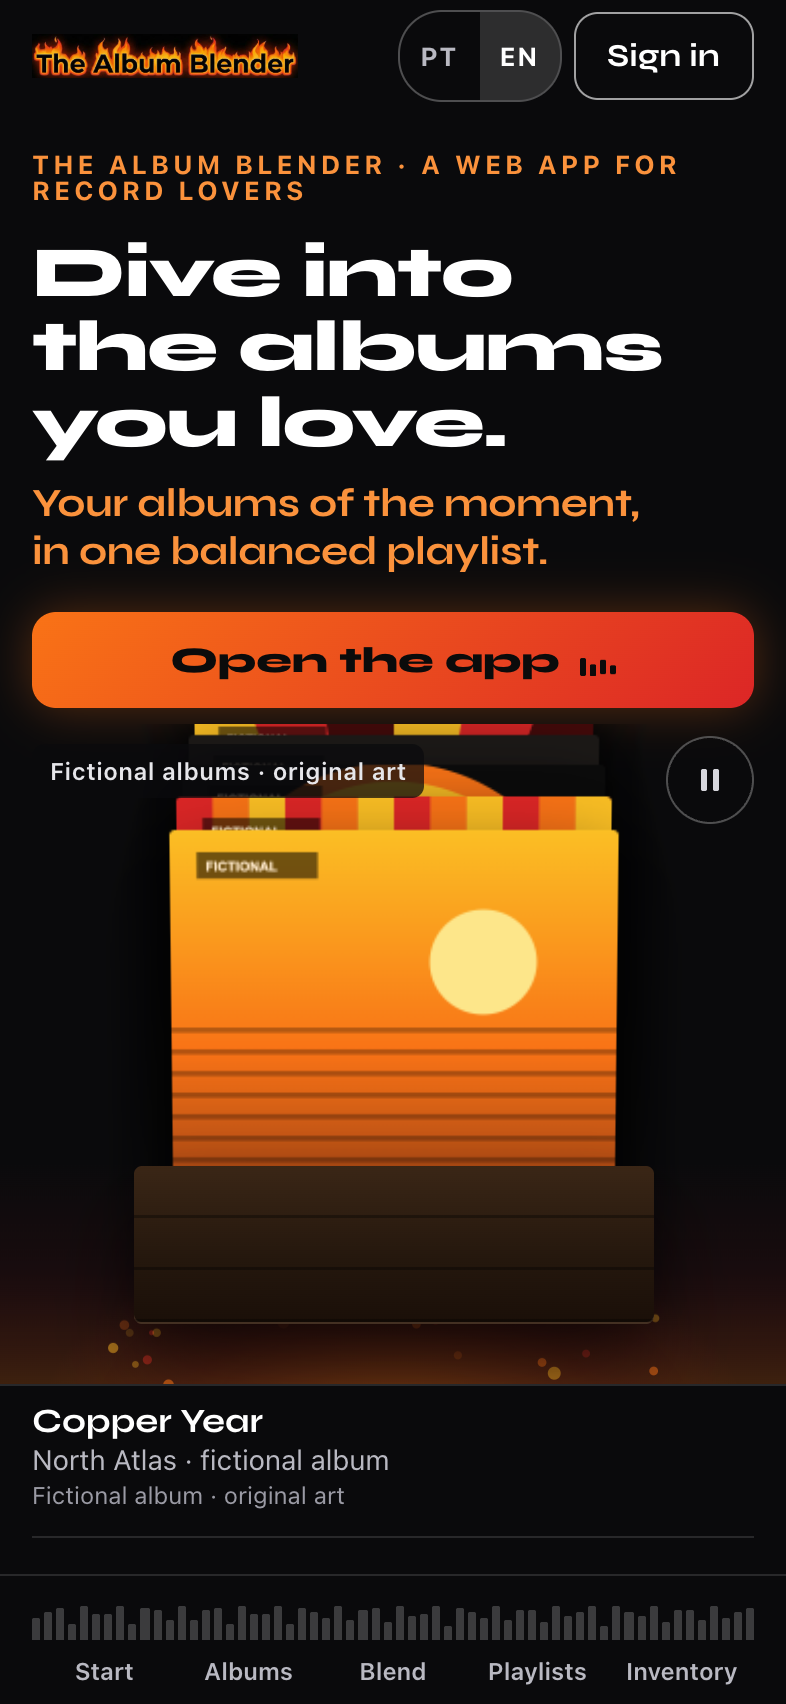 The Album Blender
PT
EN
Sign in
THE ALBUM BLENDER · A WEB APP FOR
RECORD LOVERS
Dive into
the albums
you love.
Your albums of the moment,
in one balanced playlist.
Open the app
Fictional albums · original art
FICTIONAL
FICTIONAL
Copper Year
North Atlas · fictional album
Fictional album · original art
Start
Albums
Blend
Playlists
Inventory